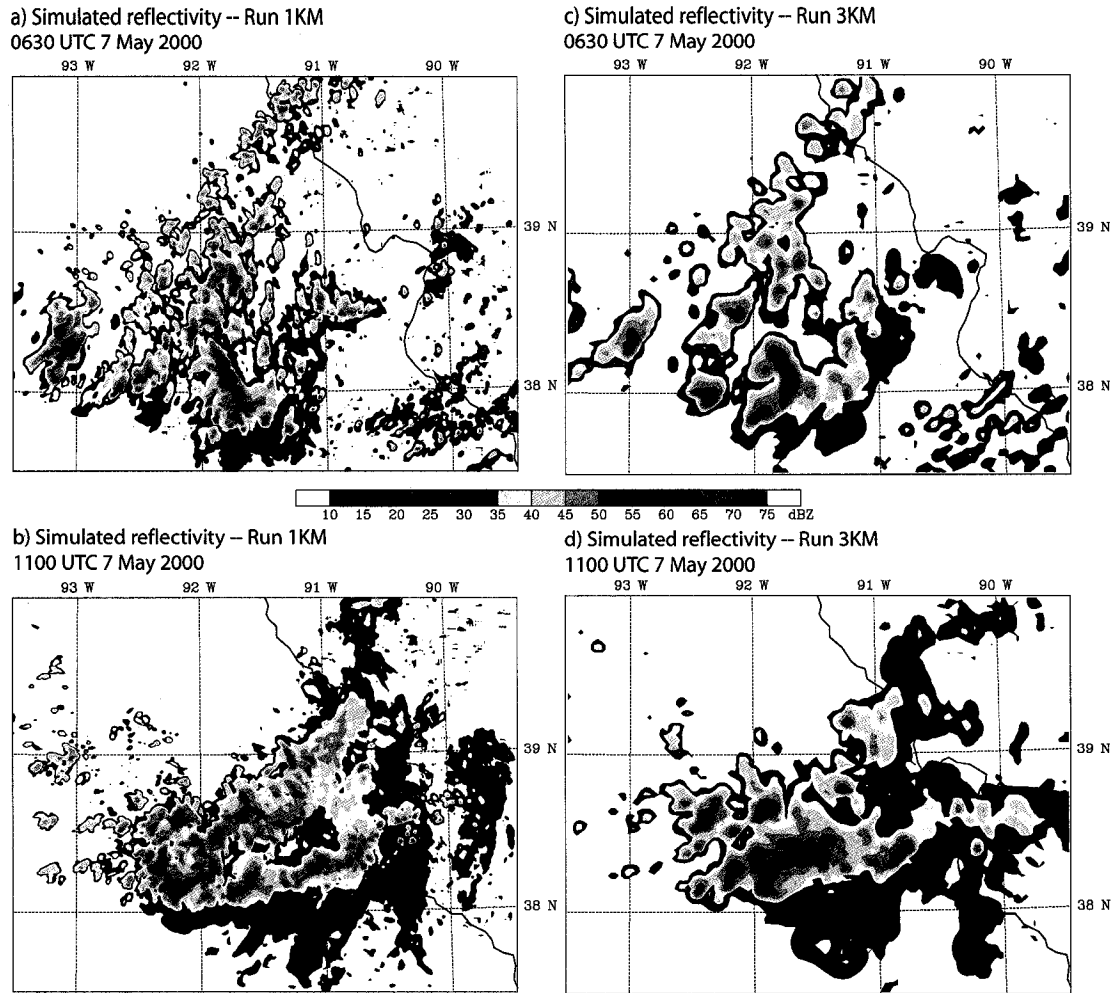 a) Simulated reflectivity -- Run 1KM
0630 UTC 7 May 2000
93 W 92 W 91 W 90 W
c) Simulated reflectivity -- Run 3KM
0630 UTC 7 May 2000
93 W 92 W 91 W 90 W
39 N
38 N
39 N
38 N
10 15 20 25 30 35 40 45 50 55 60 65 70 75 dBZ
b) Simulated reflectivity -- Run 1KM
1100 UTC 7 May 2000
93 W 92 W 91 W 90 W
d) Simulated reflectivity -- Run 3KM
1100 UTC 7 May 2000
93 W 92 W 91 W 90 W
39 N
38 N
39 N
38 N